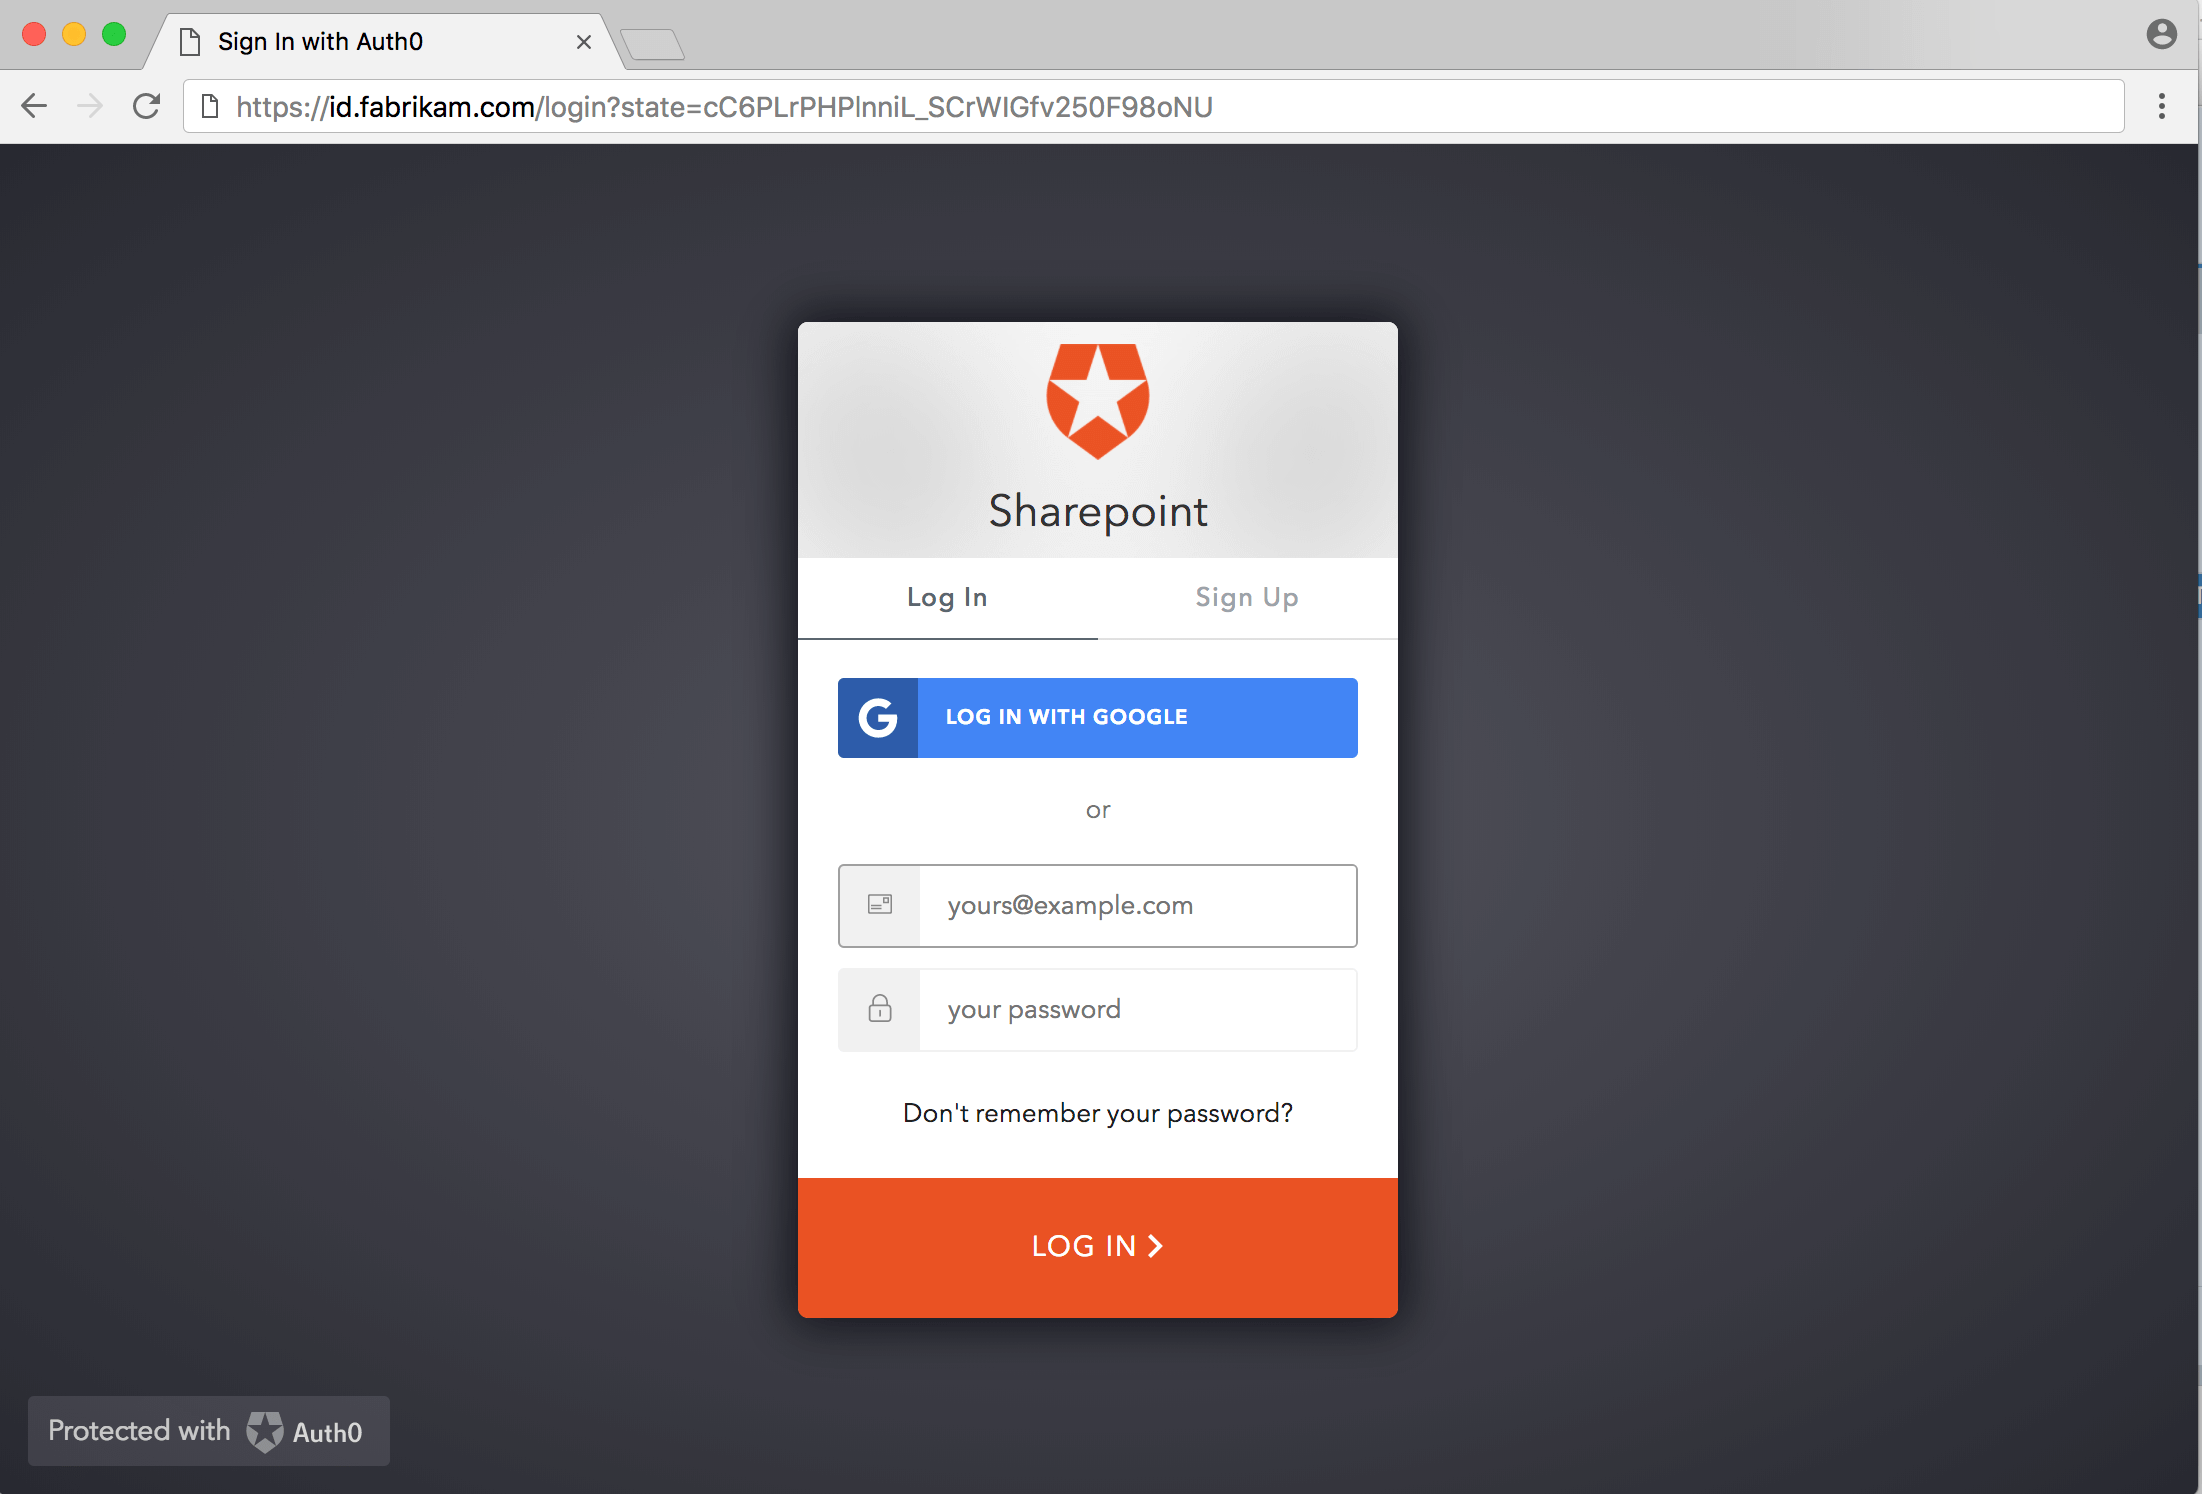 Sign In with Auth0
https://id.fabrikam.com/login?state=cC6PLrPHPlnniL_SCrWIGfv250F98oNU
Sharepoint
Log In
Sign Up
G
LOG IN WITH GOOGLE
or
yours@example.com
your password
Don't remember your password?
LOG IN
Protected with Auth0